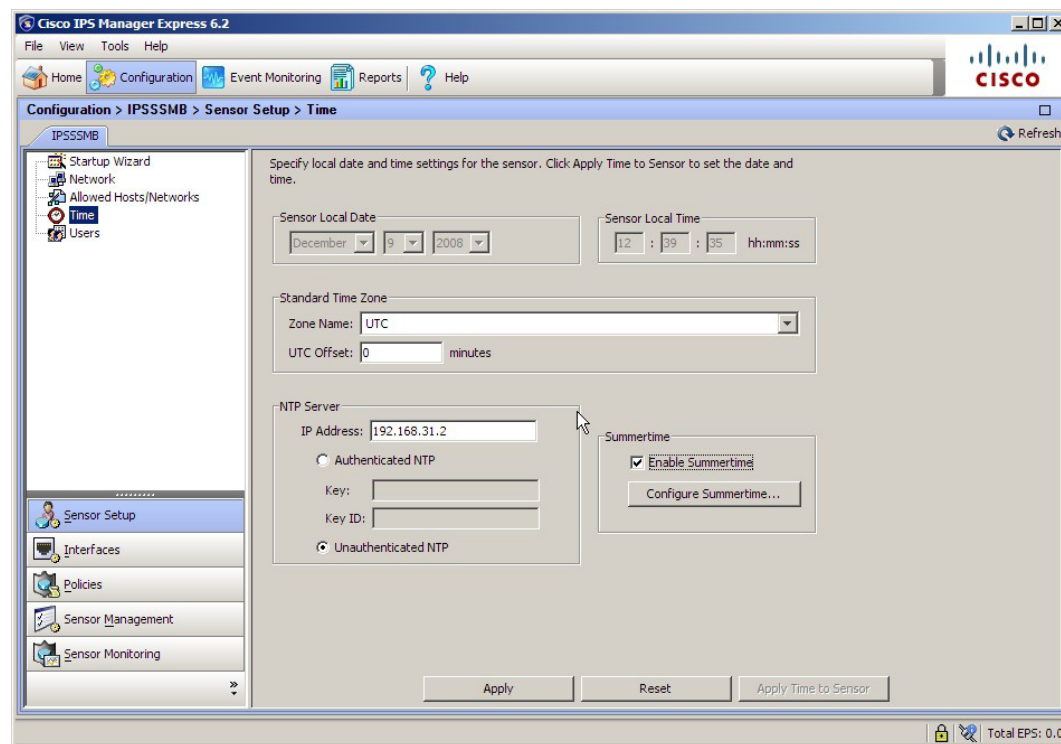 Cisco IPS Manager Express 6.2
File View Tools Help
Home Configuration Event Monitoring Reports Help
CISCO
Configuration > IPSSSMB > Sensor Setup > Time
IPSSSMB
Refresh
Startup Wizard
Network
Allowed Hosts/Networks
Time
Users
Specify local date and time settings for the sensor. Click Apply Time to Sensor to set the date and
time.
Sensor Local Date
December 9 2008
Sensor Local Time
12 : 39 : 35 hh:mm:ss
Standard Time Zone
Zone Name: UTC
UTC Offset: 0 minutes
NTP Server
IP Address: 192.168.31.2
Authenticated NTP
Key:
Key ID:
Unauthenticated NTP
Summertime
Enable Summertime
Configure Summertime...
Sensor Setup
Interfaces
Policies
Sensor Management
Sensor Monitoring
Apply Reset Apply Time to Sensor
Total EPS: 0.0